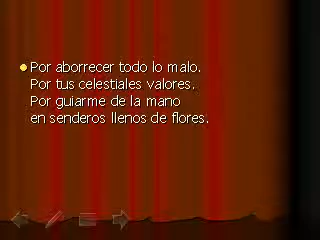 Por aborrecer todo lo malo.
Por tus celestiales valores.
Por guiarme de la mano
en senderos llenos de flores.